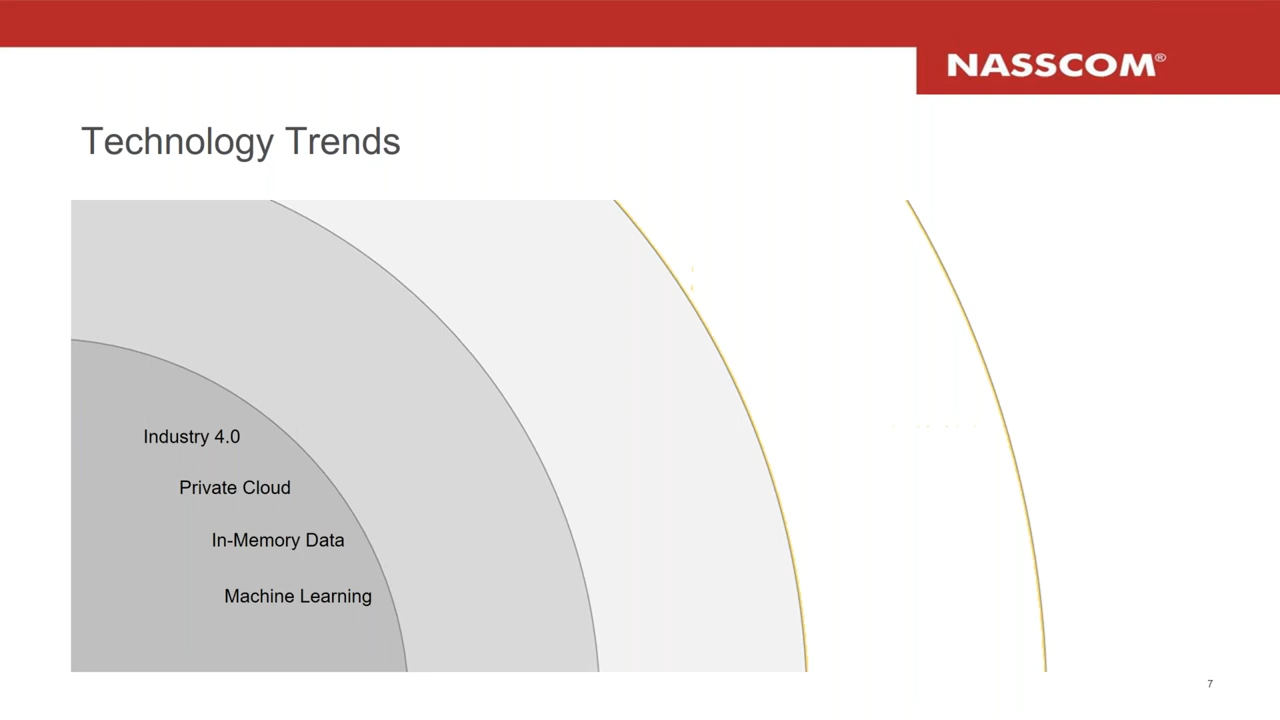 NASSCOM®
Technology Trends
Industry 4.0
Private Cloud
In-Memory Data
Machine Learning
7